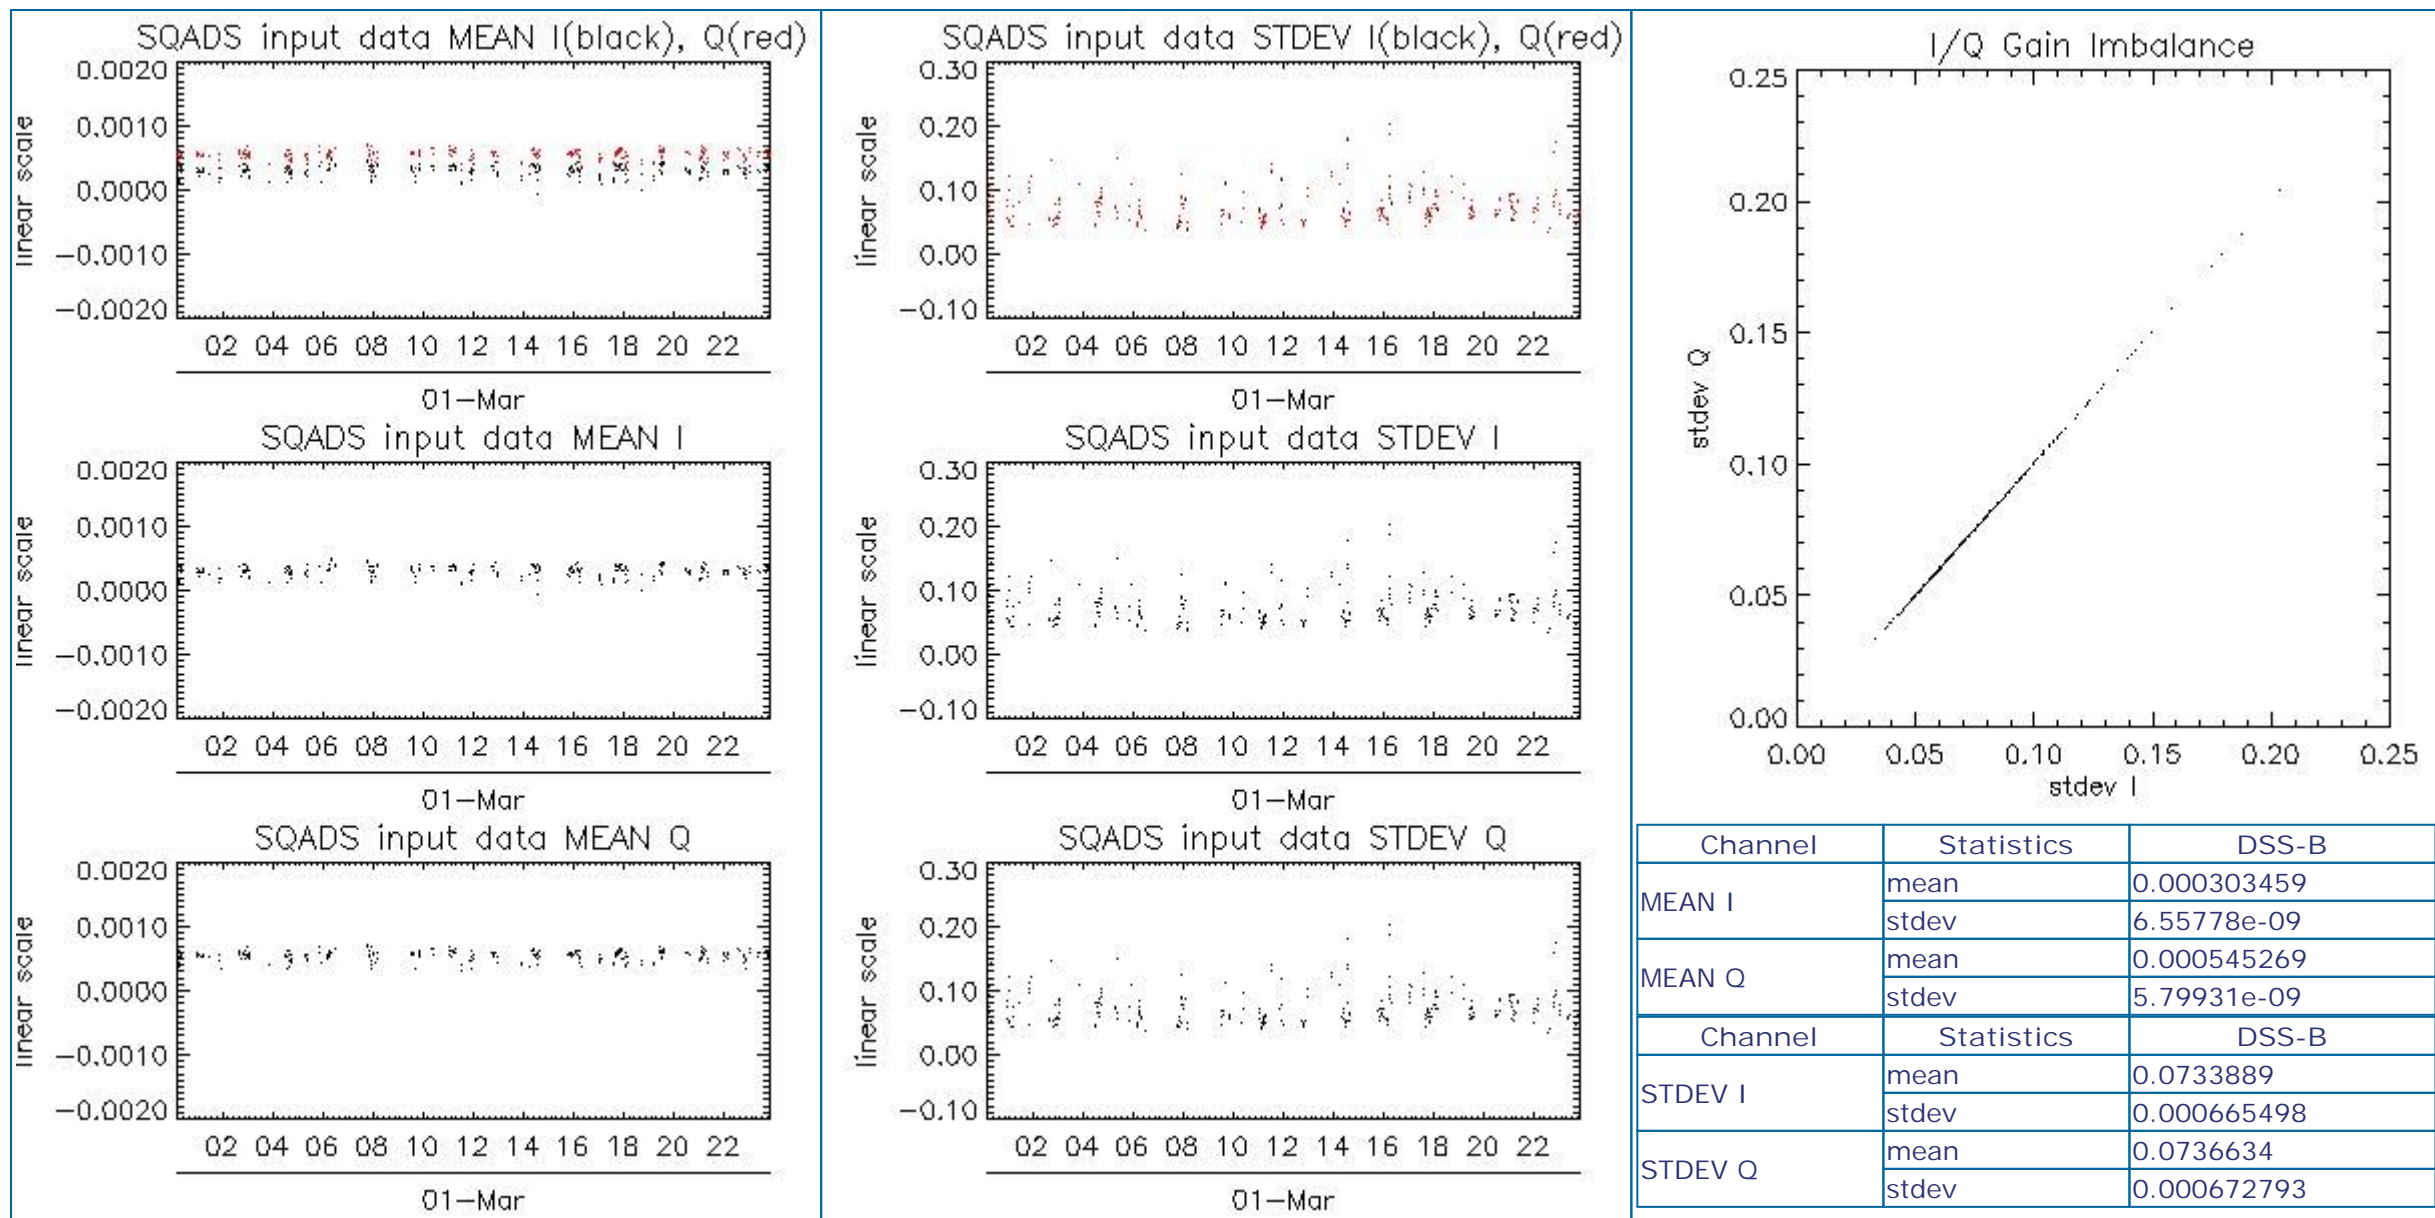 SQADS input data MEAN I(black), Q(red)
0.0020
0.0010
0.0000
−0.0010
−0.0020
linear scale
02 04 06 08 10 12 14 16 18 20 22
01−Mar
SQADS input data MEAN I
0.0020
0.0010
0.0000
−0.0010
−0.0020
linear scale
02 04 06 08 10 12 14 16 18 20 22
01−Mar
SQADS input data MEAN Q
0.0020
0.0010
0.0000
−0.0010
−0.0020
linear scale
02 04 06 08 10 12 14 16 18 20 22
01−Mar
SQADS input data STDEV I(black), Q(red)
0.30
0.20
0.10
0.00
−0.10
linear scale
02 04 06 08 10 12 14 16 18 20 22
01−Mar
SQADS input data STDEV I
0.30
0.20
0.10
0.00
−0.10
linear scale
02 04 06 08 10 12 14 16 18 20 22
01−Mar
SQADS input data STDEV Q
0.30
0.20
0.10
0.00
−0.10
linear scale
02 04 06 08 10 12 14 16 18 20 22
01−Mar
I/Q Gain Imbalance
0.25
0.20
0.15
0.10
0.05
0.00
stdev Q
0.00 0.05 0.10 0.15 0.20 0.25
stdev I
Channel Statistics DSS-B
MEAN I mean 0.000303459
stdev 6.55778e-09
MEAN Q mean 0.000545269
stdev 5.79931e-09
Channel Statistics DSS-B
STDEV I mean 0.0733889
stdev 0.000665498
STDEV Q mean 0.0736634
stdev 0.000672793